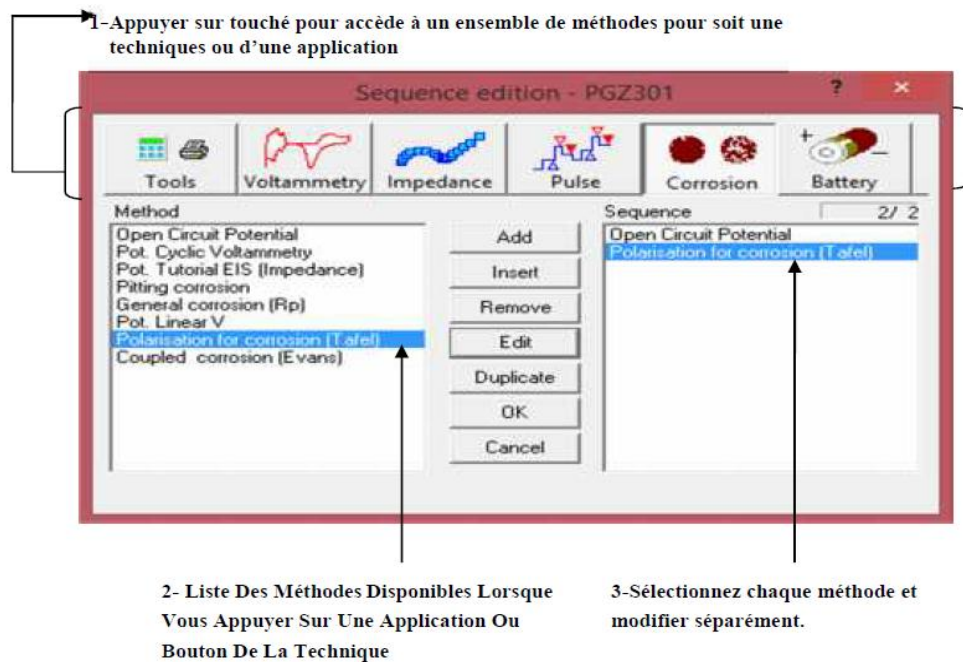 1-Appuyer sur touché pour accède à un ensemble de méthodes pour soit une
techniques ou d’une application
Sequence edition - PGZ301 ? ×
Tools Voltammetry Impedance Pulse Corrosion + - Battery
Method
Open Circuit Potential
Pot. Cyclic Voltammetry
Pot. Tutorial EIS (Impedance)
Pitting corrosion
General corrosion (Rp)
Pot. Linear V
Polarisation for corrosion (Tafel)
Coupled corrosion (Evans)
Add
Insert
Remove
Edit
Duplicate
OK
Cancel
Sequence 2/ 2
Open Circuit Potential
Polarisation for corrosion (Tafel)
2- Liste Des Méthodes Disponibles Lorsque
Vous Appuyer Sur Une Application Ou
Bouton De La Technique
3-Sélectionnez chaque méthode et
modifier séparément.